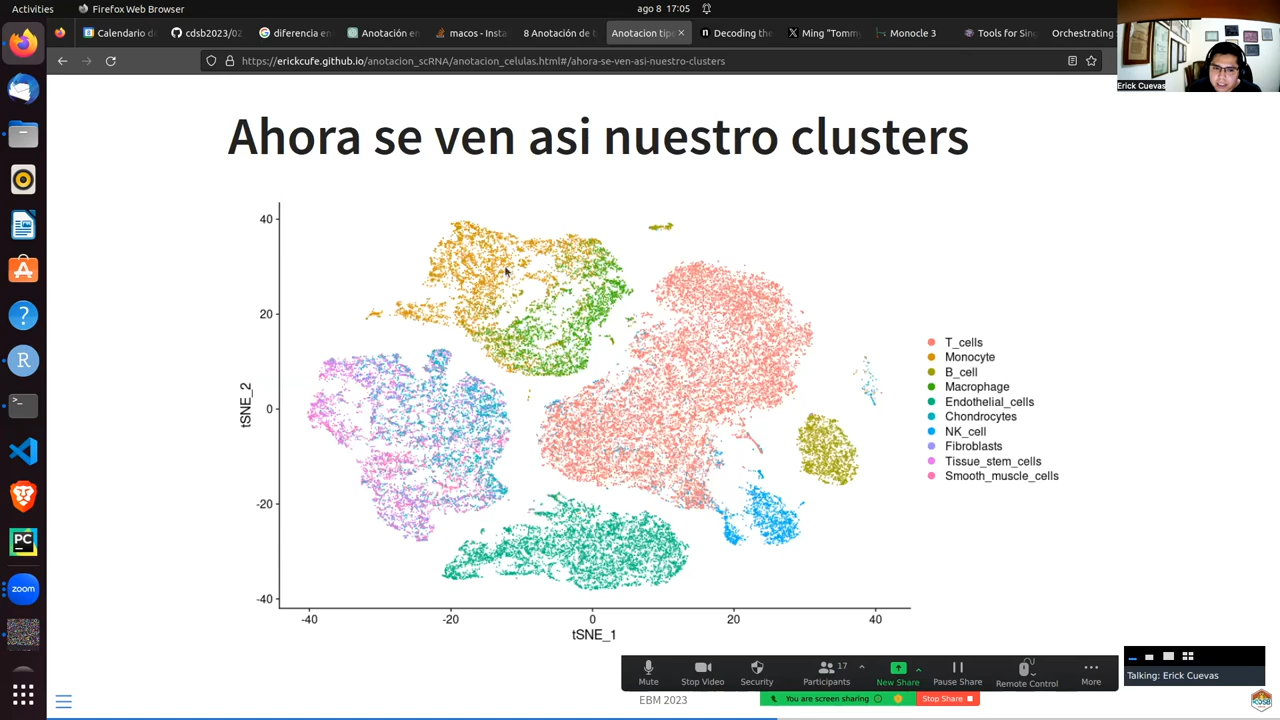 Activities
Firefox Web Browser
ago 8 17:05
Calendario d
cdsb2023/02
diferencia en
Anotación en
macos - Insta
8 Anotación de
Anotacion tipo
Decoding the
Ming "Tomm
Monocle 3
Tools for Sing
Orchestrating
https://erickcufe.github.io/anotacion_scRNA/anotacion_celulas.html#/ahora-se-ven-asi-nuestro-clusters
Erick Cuevas
Ahora se ven asi nuestro clusters
40
20
0
-20
-40
tSNE_2
-40
-20
0
20
40
tSNE_1
T_cells
Monocyte
B_cell
Macrophage
Endothelial_cells
Chondrocytes
NK_cell
Fibroblasts
Tissue_stem_cells
Smooth_muscle_cells
Mute
Stop Video
Security
17
Participants
New Share
Pause Share
Remote Control
More
Talking: Erick Cuevas
You are screen sharing
Stop Share
EBM 2023
zoom
PC